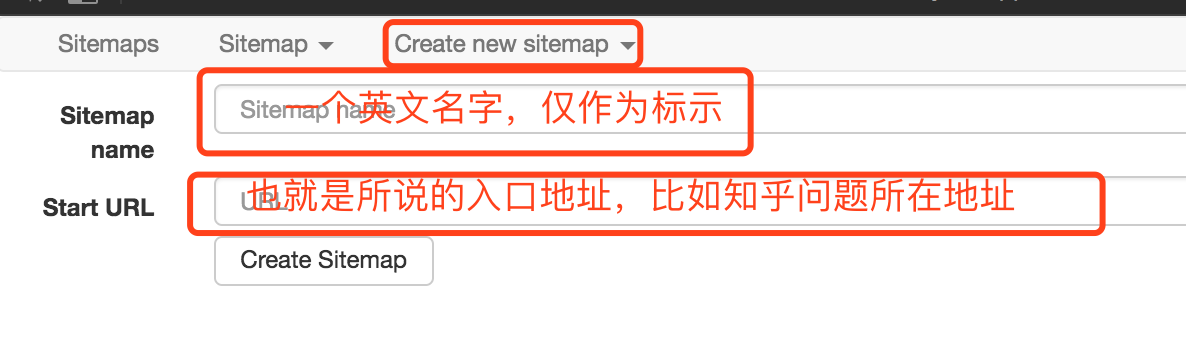 Sitemaps Sitemap Create new sitemap
Sitemap name
Sitemap name
一个英文名字，仅作为标示
Start URL
URL
也就是所说的入口地址，比如知乎问题所在地址
Create Sitemap